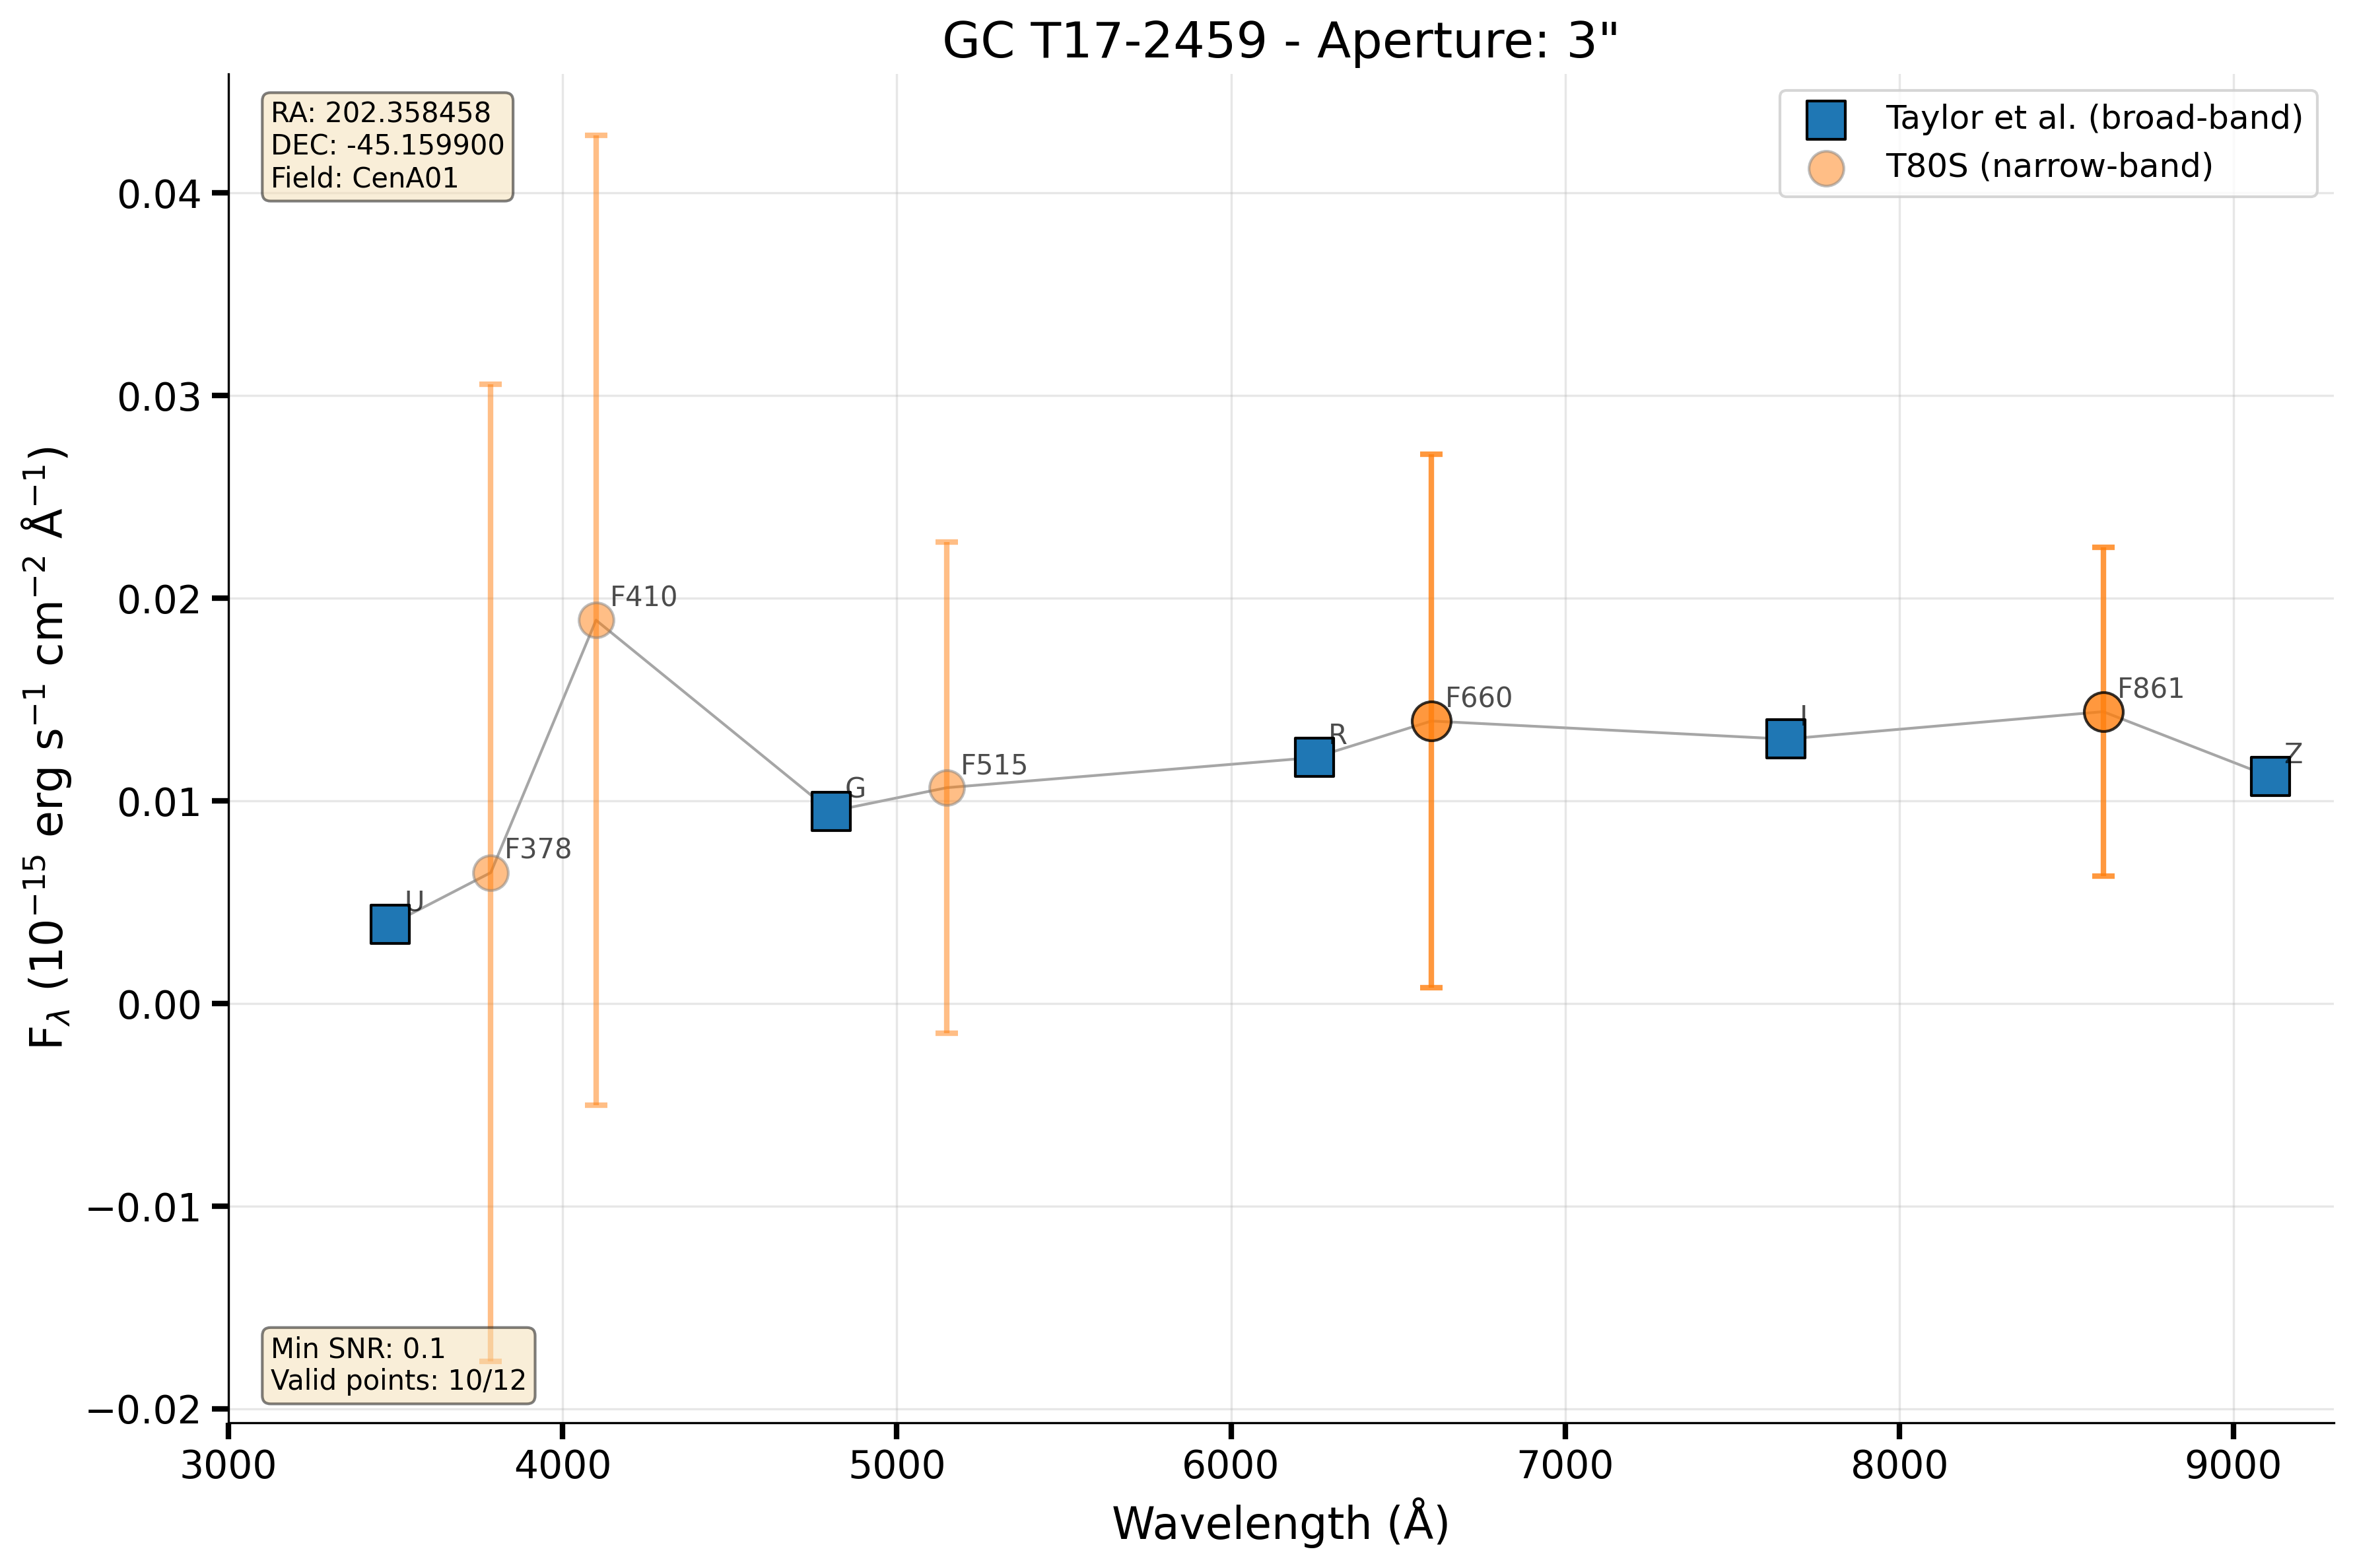 GC T17-2459 - Aperture: 3"
RA: 202.358458
DEC: -45.159900
Field: CenA01
Taylor et al. (broad-band)
T80S (narrow-band)
0.04
0.03
0.02
0.01
0.00
−0.01
−0.02
F_λ (10⁻¹⁵ erg s⁻¹ cm⁻² Å⁻¹)
U
F378
F410
G
F515
R
F660
I
F861
Z
Min SNR: 0.1
Valid points: 10/12
3000 4000 5000 6000 7000 8000 9000
Wavelength (Å)